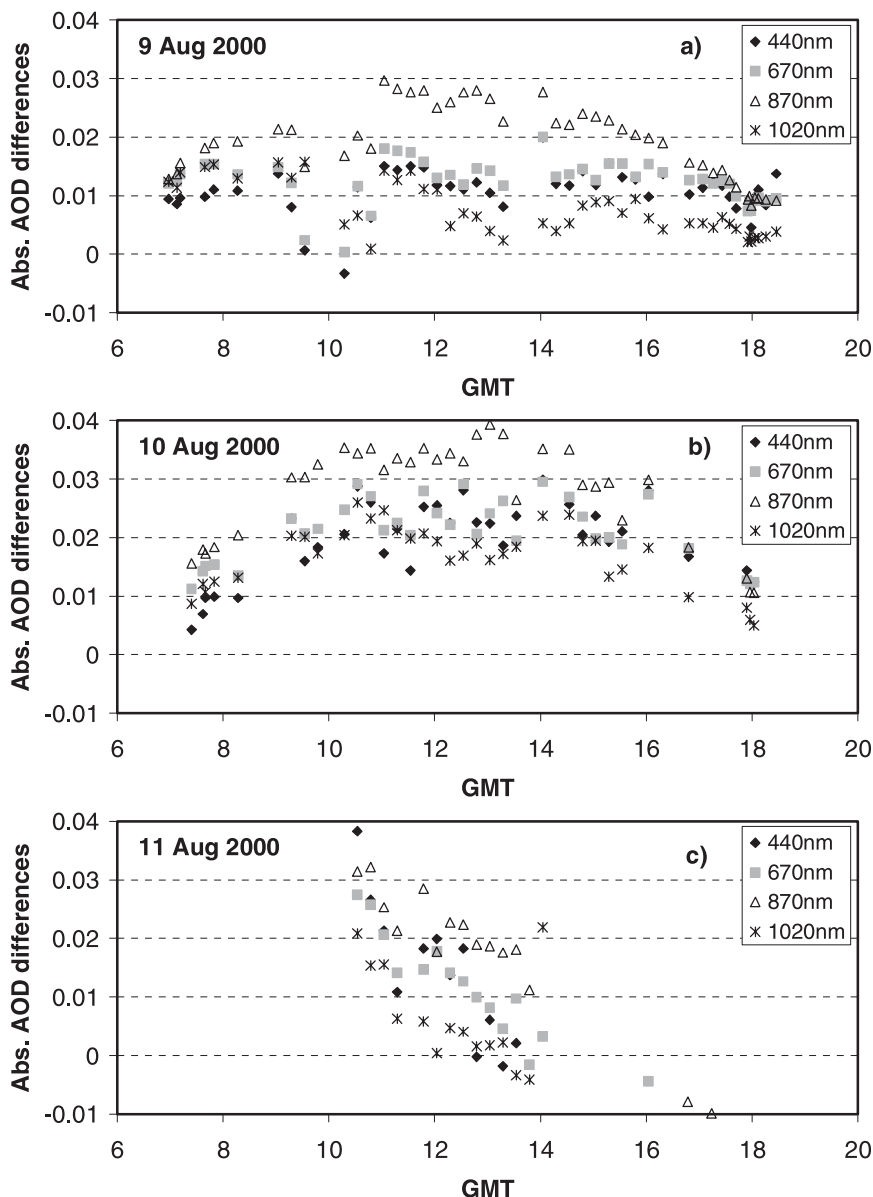 9 Aug 2000
a)
440nm
670nm
870nm
1020nm
Abs. AOD differences
0.04
0.03
0.02
0.01
0
-0.01
6 8 10 12 14 16 18 20
GMT
10 Aug 2000
b)
440nm
670nm
870nm
1020nm
Abs. AOD differences
0.04
0.03
0.02
0.01
0
-0.01
6 8 10 12 14 16 18 20
GMT
11 Aug 2000
c)
440nm
670nm
870nm
1020nm
Abs. AOD differences
0.04
0.03
0.02
0.01
0
-0.01
6 8 10 12 14 16 18 20
GMT